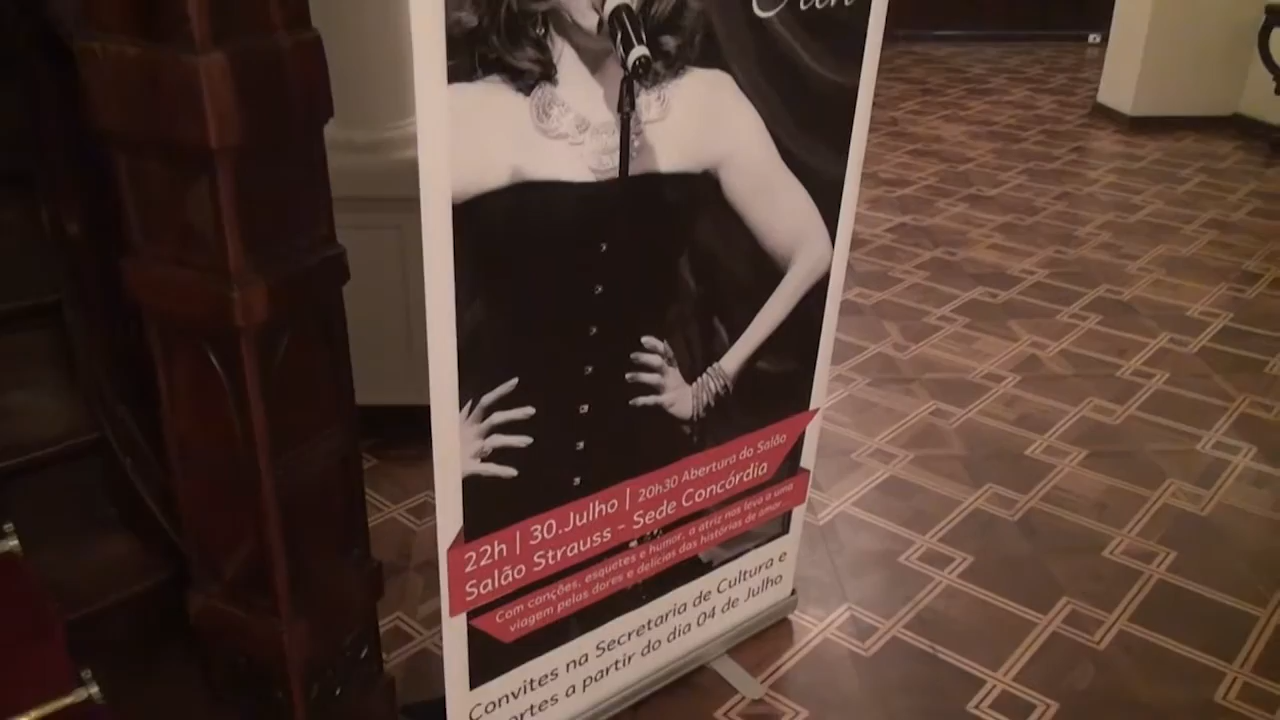 22h | 30.Julho | 20h30 Abertura do Salão
Salão Strauss - Sede Concórdia
Com canções, esquetes e humor, a atriz nos leva a uma
viagem pelas dores e delícias das histórias de amor...
Convites na Secretaria de Cultura e
a partir do dia 04 de Julho